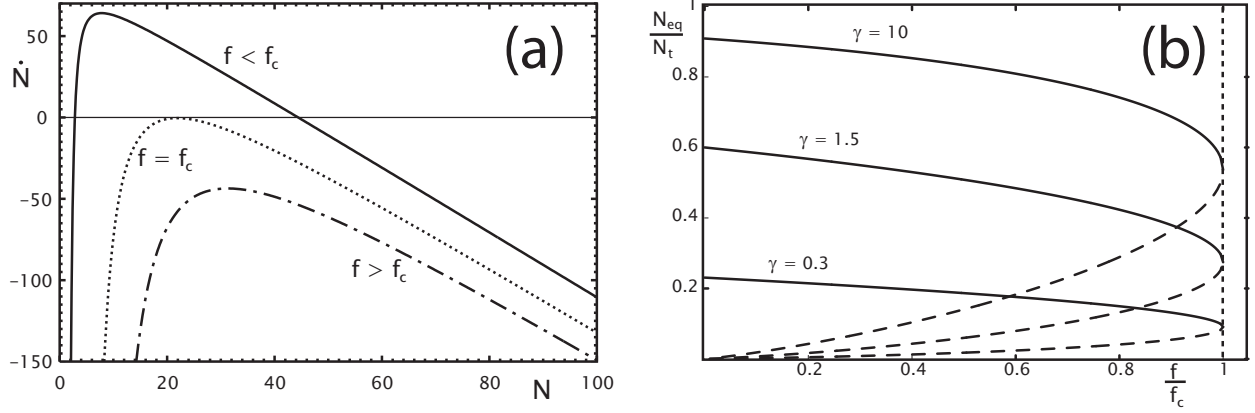 (a)
50
0
−50
−100
−150
Ṅ
f < f_c
f = f_c
f > f_c
0 20 40 60 80 100
N
(b)
N_eq
N_t
1
0.8
0.6
0.4
0.2
γ = 10
γ = 1.5
γ = 0.3
0.2 0.4 0.6 0.8 1
f
f_c